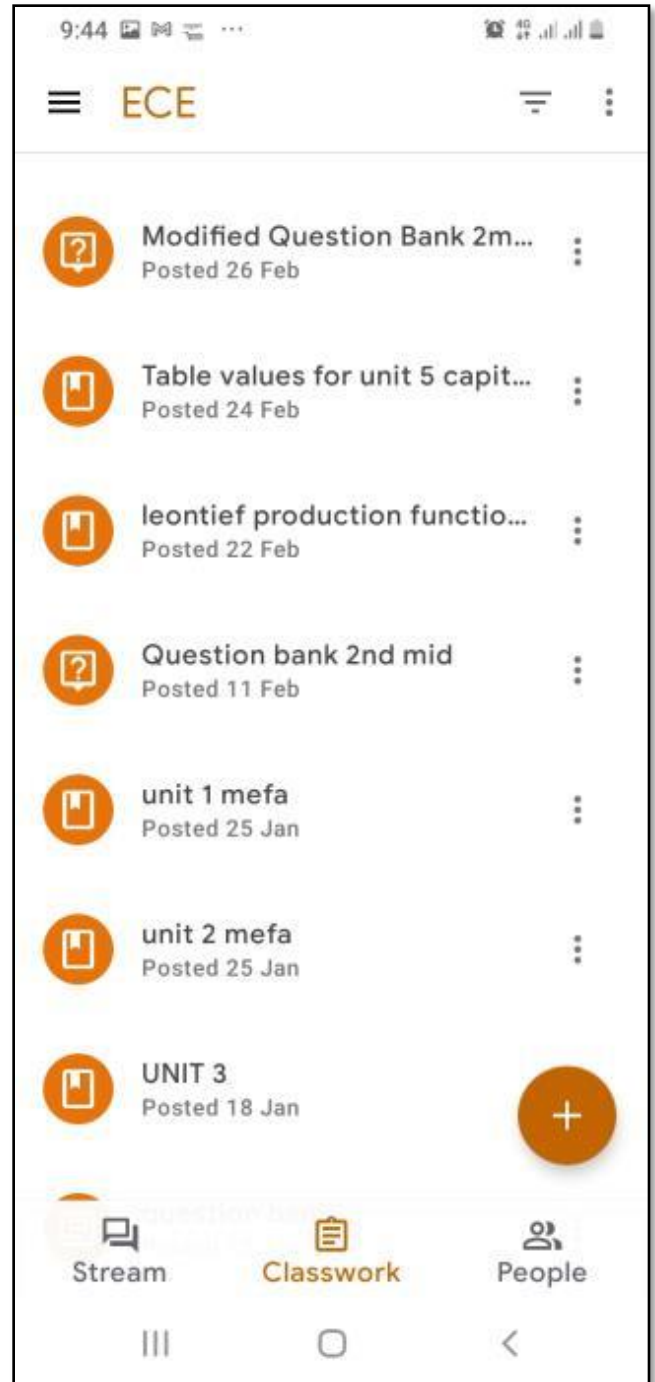 9:44
ECE
Modified Question Bank 2m...
Posted 26 Feb
Table values for unit 5 capit...
Posted 24 Feb
leontief production functio...
Posted 22 Feb
Question bank 2nd mid
Posted 11 Feb
unit 1 mefa
Posted 25 Jan
unit 2 mefa
Posted 25 Jan
UNIT 3
Posted 18 Jan
question bank
Stream
Classwork
People